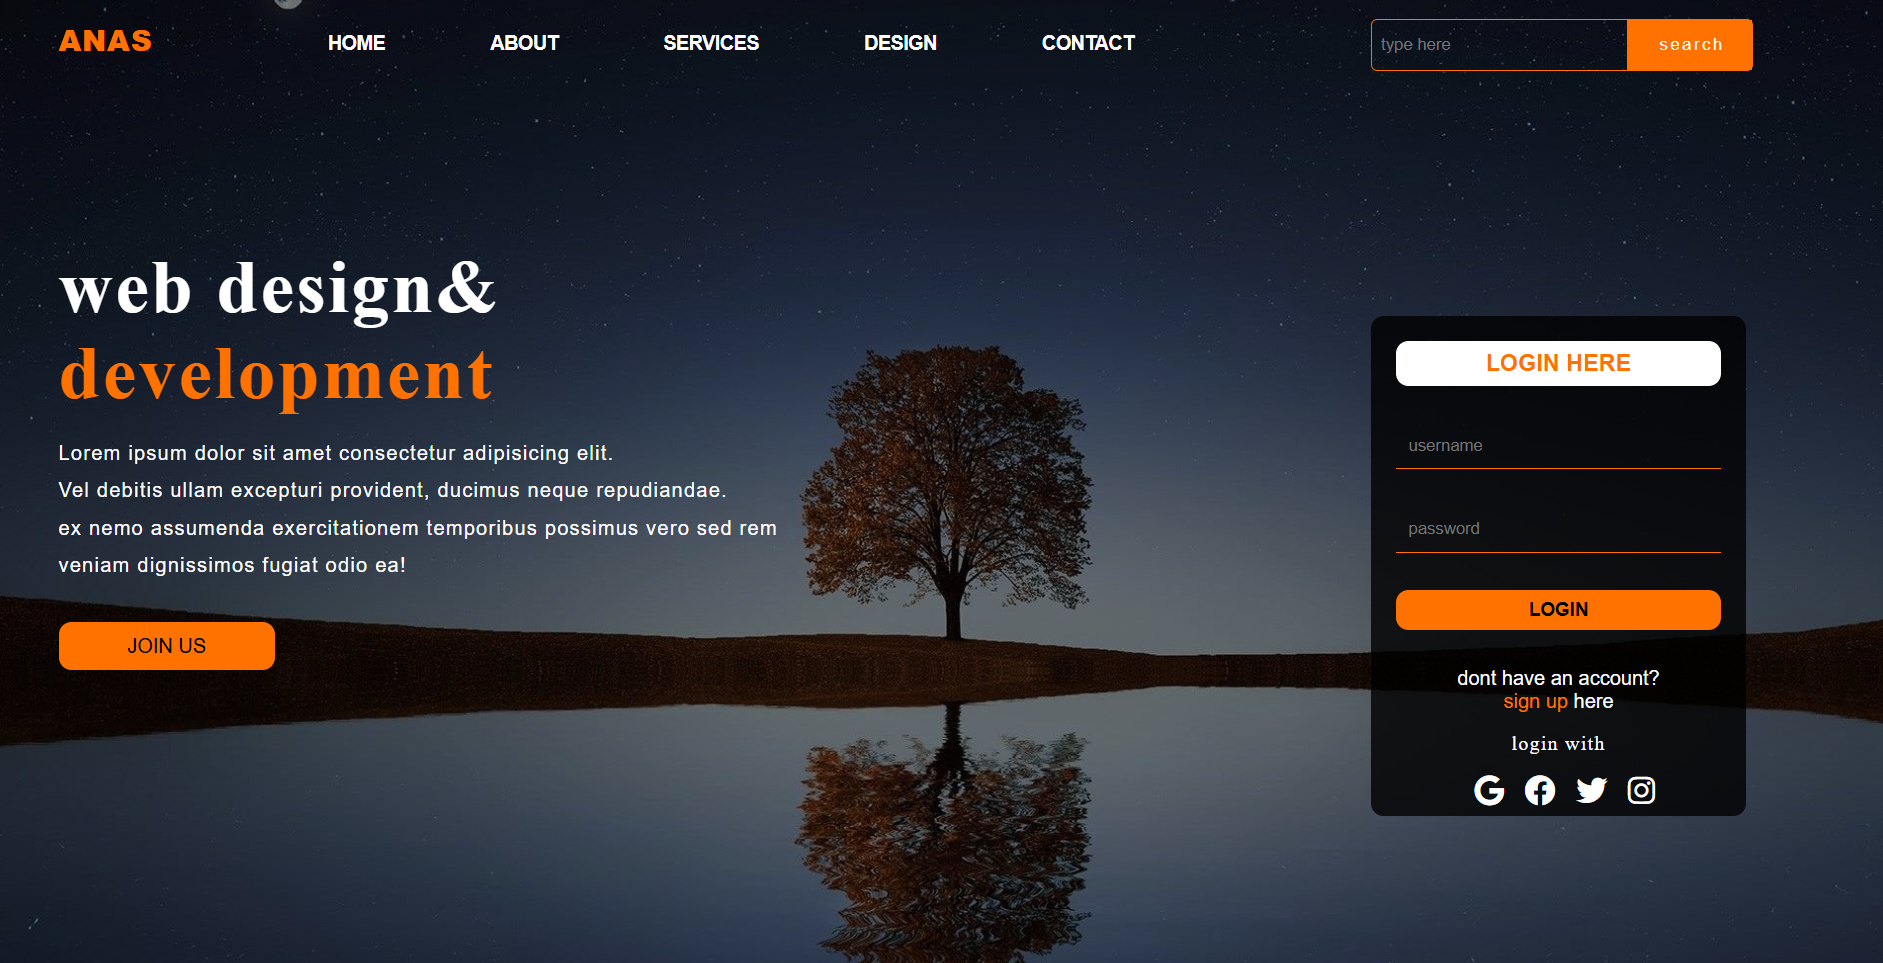 ANAS
HOME ABOUT SERVICES DESIGN CONTACT
type here search
web design&
development
Lorem ipsum dolor sit amet consectetur adipisicing elit.
Vel debitis ullam excepturi provident, ducimus neque repudiandae.
ex nemo assumenda exercitationem temporibus possimus vero sed rem
veniam dignissimos fugiat odio ea!
JOIN US
LOGIN HERE
username
password
LOGIN
dont have an account?
sign up here
login with